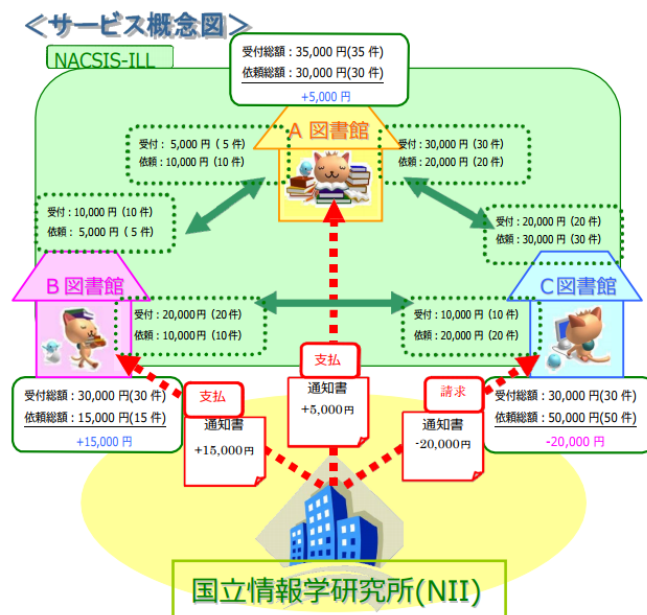 ＜サービス概念図＞
NACSIS-ILL
受付総額：35,000 円(35 件)
依頼総額：30,000 円(30 件)
+5,000 円
A 図書館
受付： 5,000 円（ 5 件）
依頼：10,000 円（10 件）
受付：30,000 円（30 件）
依頼：20,000 円（20 件）
受付：10,000 円（10 件）
依頼： 5,000 円（ 5 件）
受付：20,000 円（20 件）
依頼：30,000 円（30 件）
B 図書館
C図書館
受付：20,000 円（20 件）
依頼：10,000 円（10 件）
受付：10,000 円（10 件）
依頼：20,000 円（20 件）
受付総額：30,000 円(30 件)
依頼総額：15,000 円(15 件)
+15,000 円
支払
通知書
+15,000円
支払
通知書
+5,000円
請求
通知書
-20,000円
受付総額：30,000 円(30 件)
依頼総額：50,000 円(50 件)
-20,000 円
国立情報学研究所(NII)